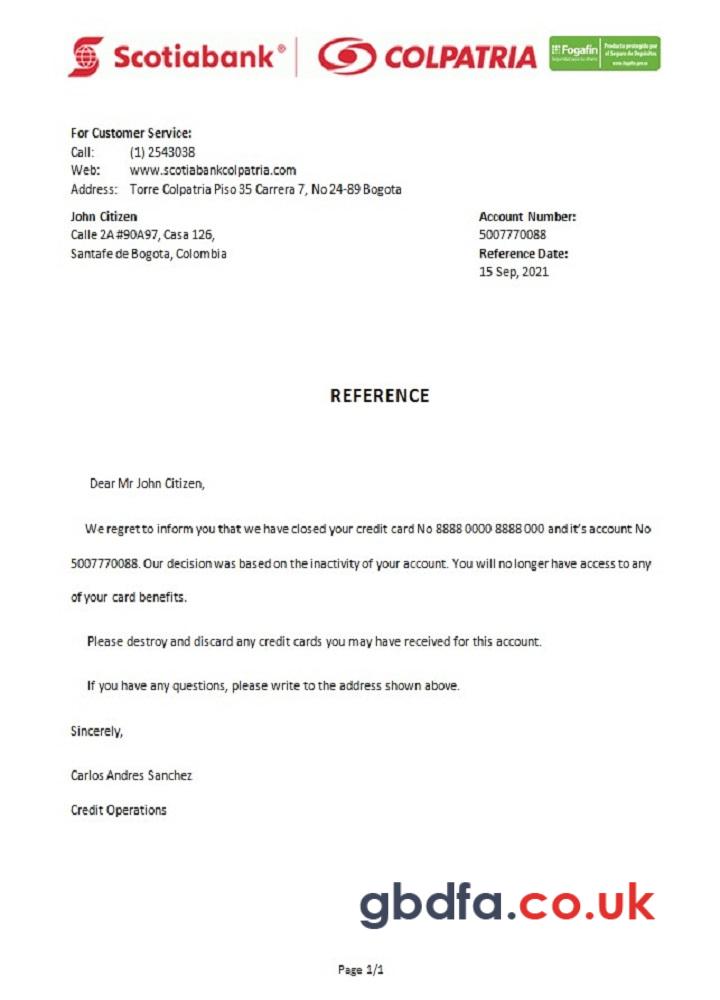 Scotiabank® | COLPATRIA
Fogafín
Producto protegido por
el Seguro de Depósitos
www.fogafin.gov.co
For Customer Service:
Call: (1) 2543038
Web: www.scotiabankcolpatria.com
Address: Torre Colpatria Piso 35 Carrera 7, No 24-89 Bogota
John Citizen
Calle 2A #90A97, Casa 126,
Santafe de Bogota, Colombia
Account Number:
5007770088
Reference Date:
15 Sep, 2021
REFERENCE
Dear Mr John Citizen,
We regret to inform you that we have closed your credit card No 8888 0000 8888 000 and it's account No
5007770088. Our decision was based on the inactivity of your account. You will no longer have access to any
of your card benefits.
Please destroy and discard any credit cards you may have received for this account.
If you have any questions, please write to the address shown above.
Sincerely,
Carlos Andres Sanchez
Credit Operations
gbdfa.co.uk
Page 1/1